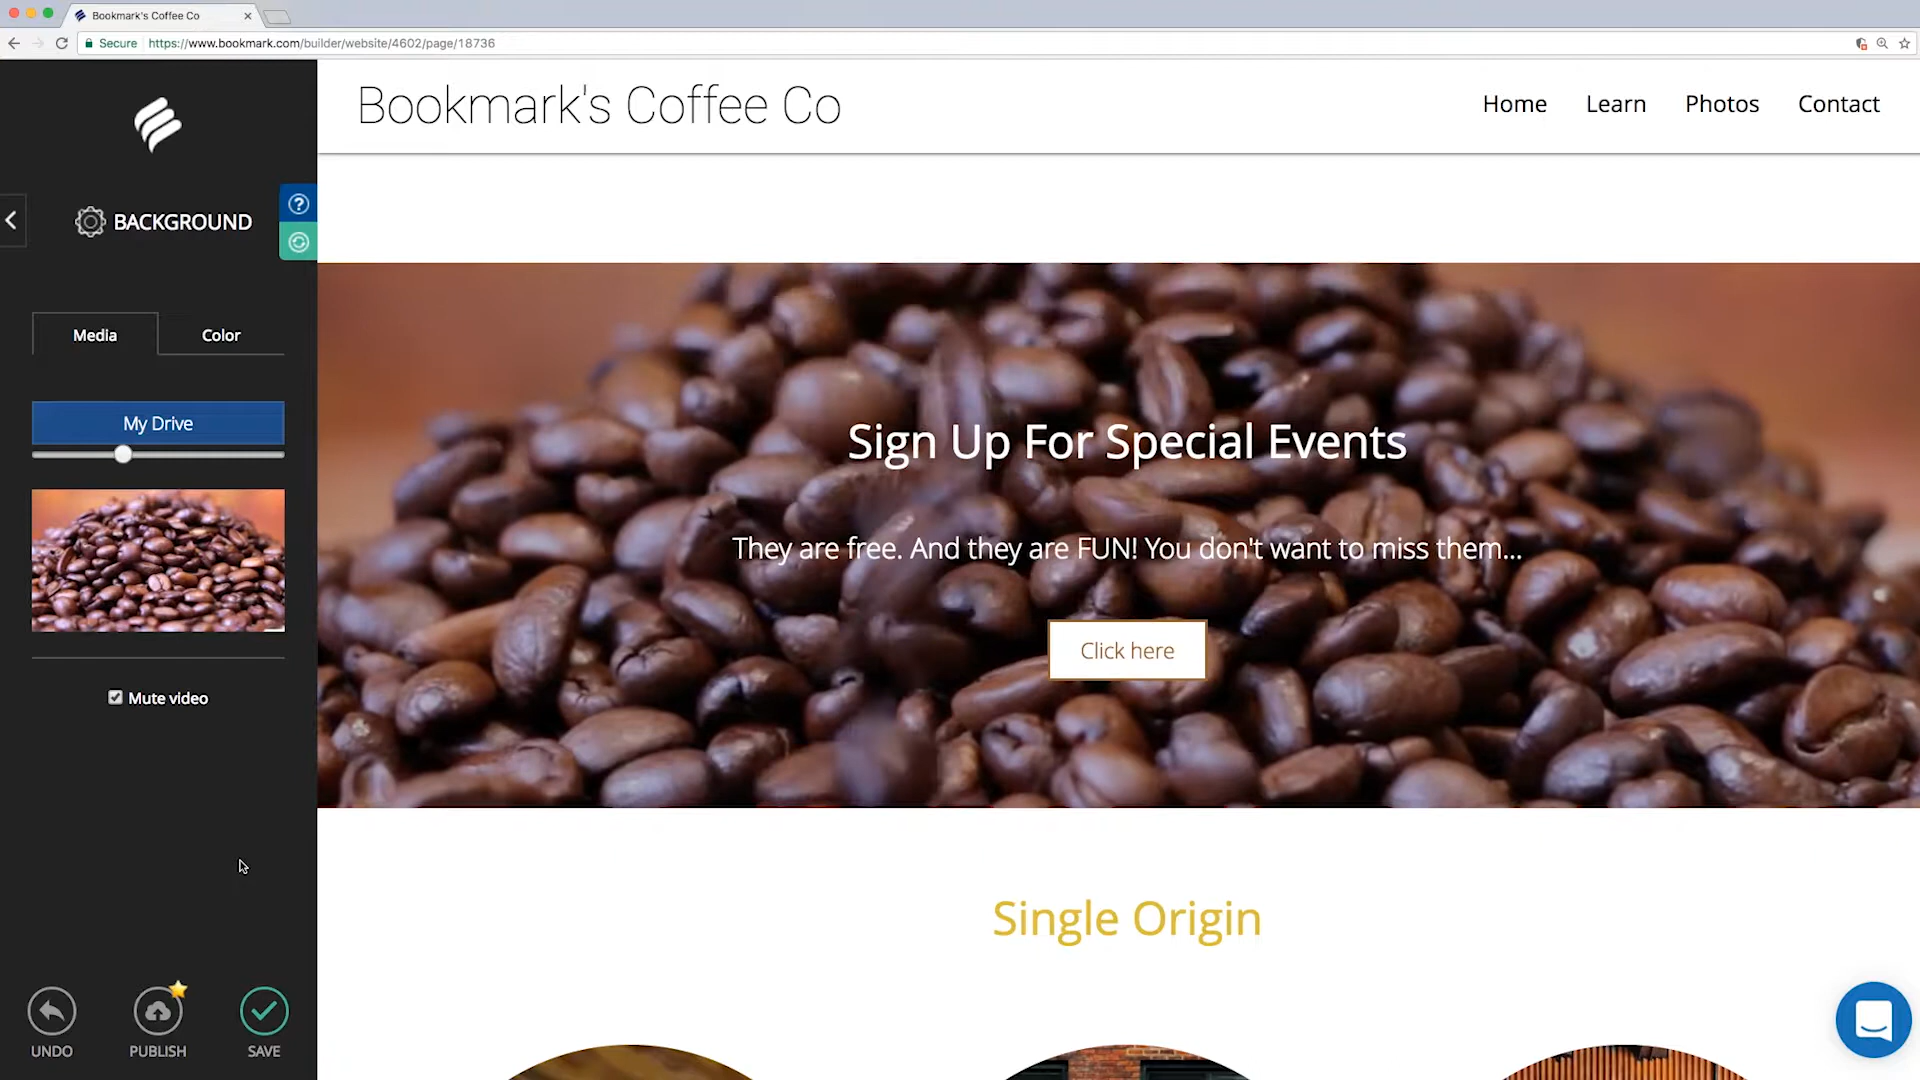 Bookmark's Coffee Co
Secure https://www.bookmark.com/builder/website/4602/page/18736
Bookmark's Coffee Co
Home Learn Photos Contact
BACKGROUND
?
Media Color
My Drive
Mute video
Sign Up For Special Events
They are free. And they are FUN! You don't want to miss them...
Click here
Single Origin
UNDO PUBLISH SAVE